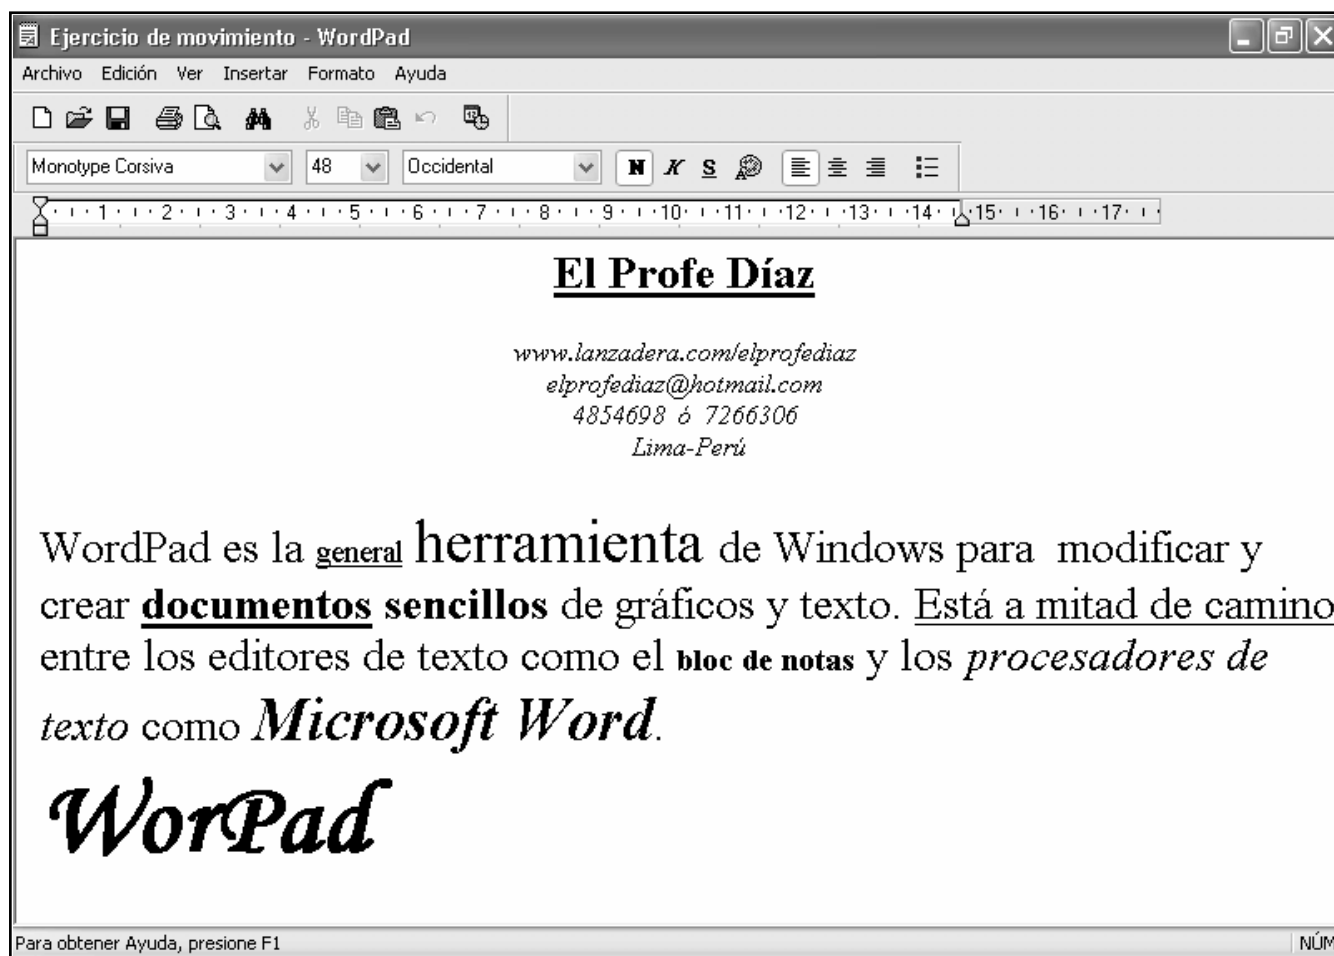 Ejercicio de movimiento - WordPad
Archivo Edición Ver Insertar Formato Ayuda
Monotype Corsiva 48 Occidental N K S
1 2 3 4 5 6 7 8 9 10 11 12 13 14 15 16 17
El Profe Díaz
www.lanzadera.com/elprofediaz
elprofediaz@hotmail.com
4854698 ó 7266306
Lima-Perú
WordPad es la general herramienta de Windows para modificar y
crear documentos sencillos de gráficos y texto. Está a mitad de camino
entre los editores de texto como el bloc de notas y los procesadores de
texto como Microsoft Word.
WorPad
Para obtener Ayuda, presione F1 NÚM